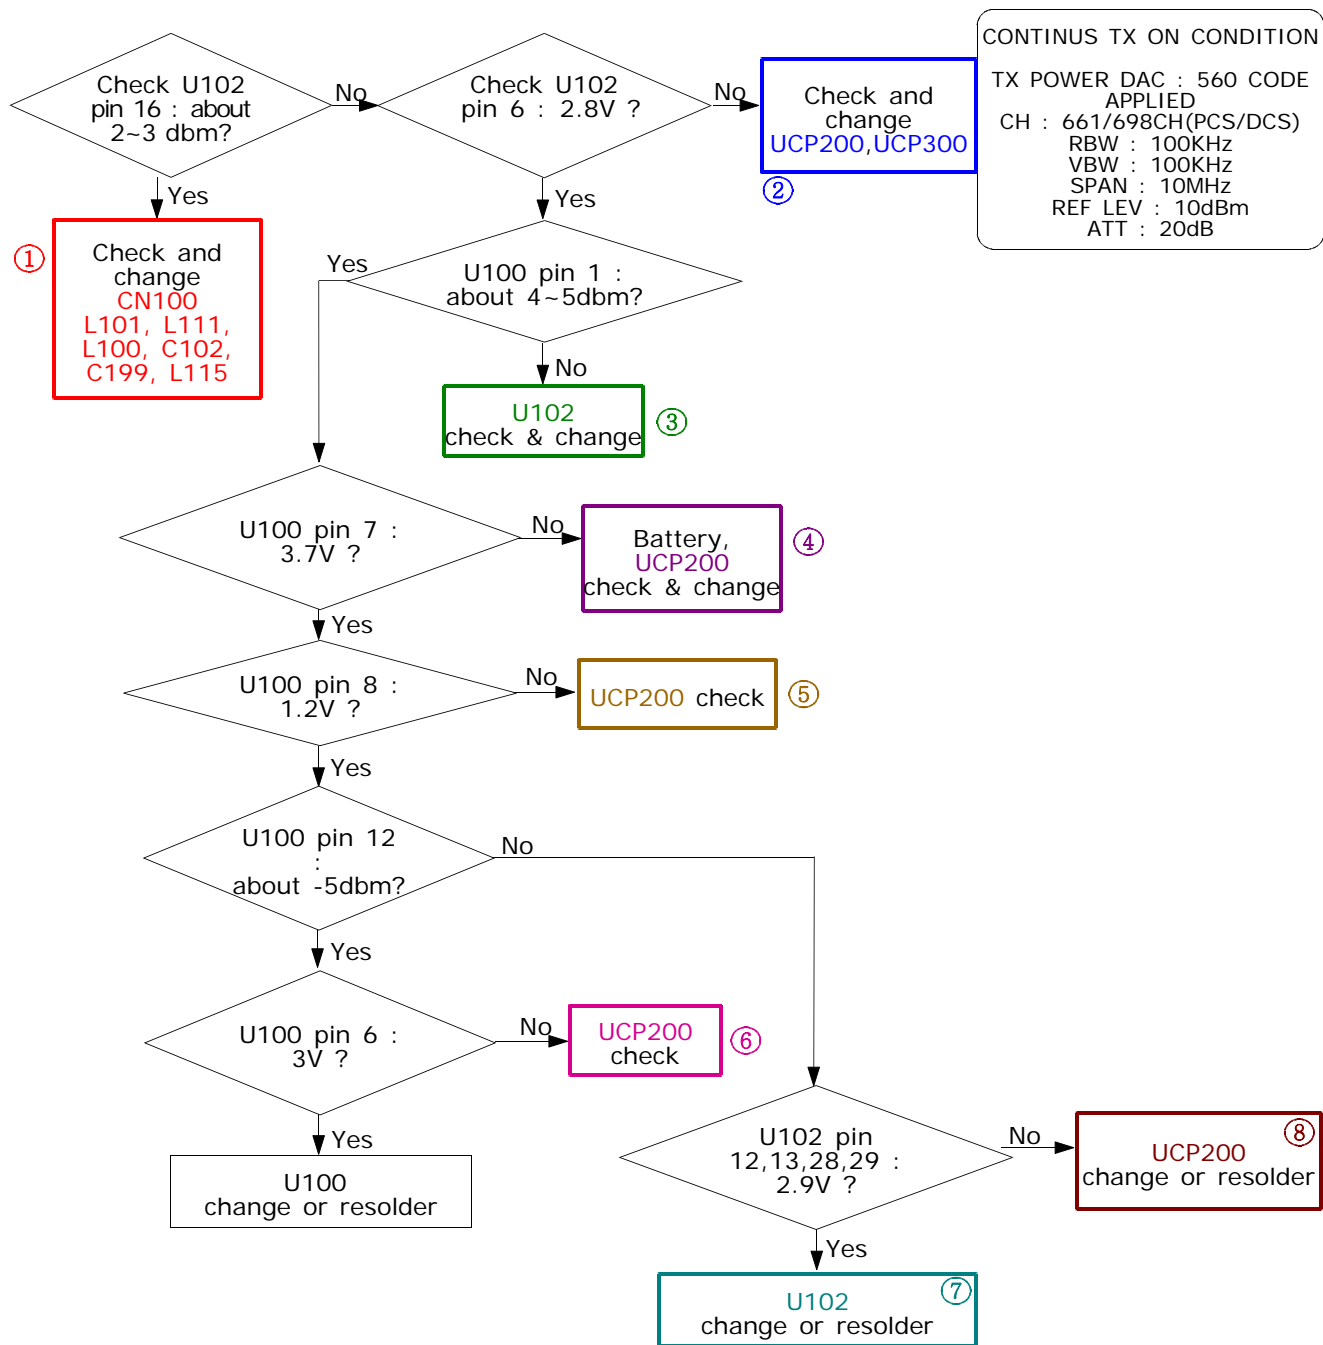 CONTINUS TX ON CONDITION
TX POWER DAC : 560 CODE
APPLIED
CH : 661/698CH(PCS/DCS)
RBW : 100KHz
VBW : 100KHz
SPAN : 10MHz
REF LEV : 10dBm
ATT : 20dB
Check U102
pin 16 : about
2~3 dbm?
No
Check U102
pin 6 : 2.8V ?
No
Check and
change
UCP200,UCP300
②
Yes
Yes
①
Check and
change
CN100
L101, L111,
L100, C102,
C199, L115
Yes
U100 pin 1 :
about 4~5dbm?
No
U102
check & change
③
U100 pin 7 :
3.7V ?
No
Battery,
UCP200
check & change
④
Yes
U100 pin 8 :
1.2V ?
No
UCP200 check
⑤
Yes
U100 pin 12
:
about -5dbm?
No
Yes
U100 pin 6 :
3V ?
No
UCP200
check
⑥
Yes
U100
change or resolder
U102 pin
12,13,28,29 :
2.9V ?
No
⑧
UCP200
change or resolder
Yes
⑦
U102
change or resolder